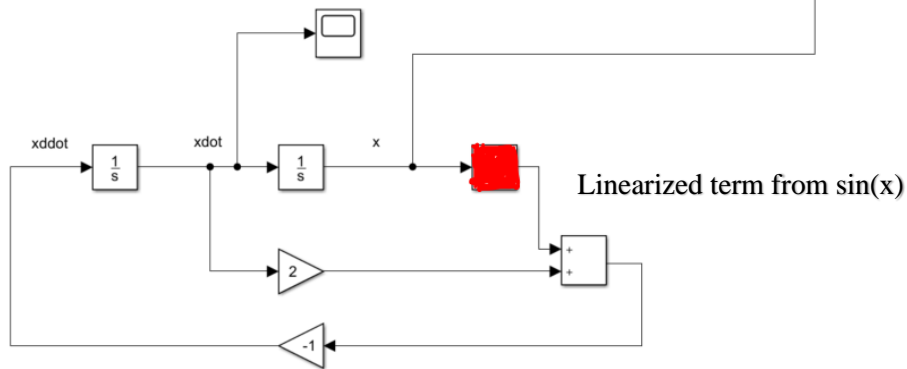 xddot
1
s
xdot
1
s
x
Linearized term from sin(x)
+
+
2
-1